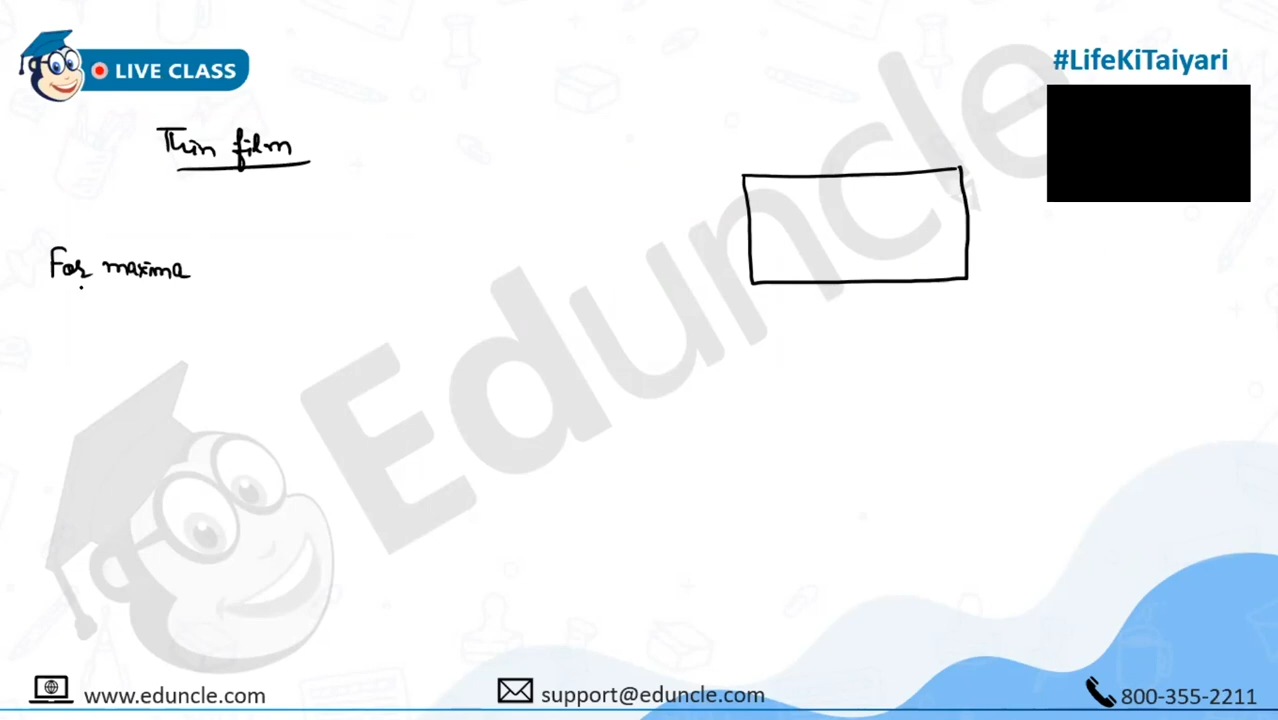 LIVE CLASS
#LifeKiTaiyari
Thin film
For maxima
Eduncle
www.eduncle.com
support@eduncle.com
800-355-2211